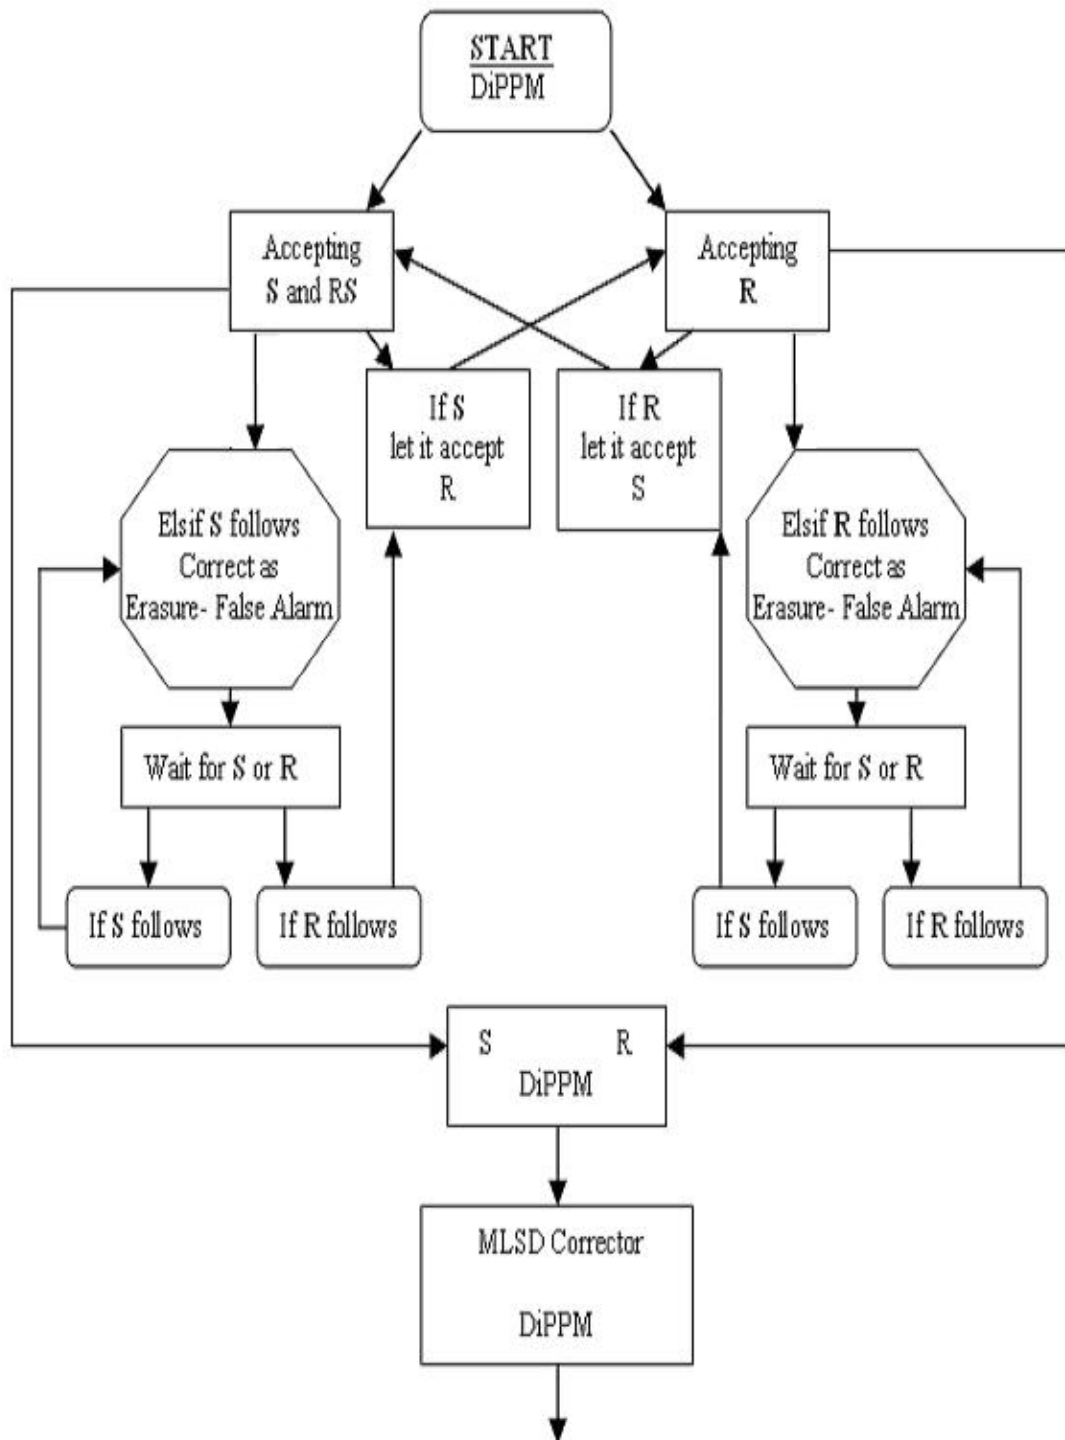 START
DiPPM
Accepting
S and RS
Accepting
R
If S
let it accept
R
If R
let it accept
S
Elsif S follows
Correct as
Erasure- False Alarm
Elsif R follows
Correct as
Erasure- False Alarm
Wait for S or R
Wait for S or R
If S follows
If R follows
If S follows
If R follows
S R
DiPPM
MLSD Corrector
DiPPM